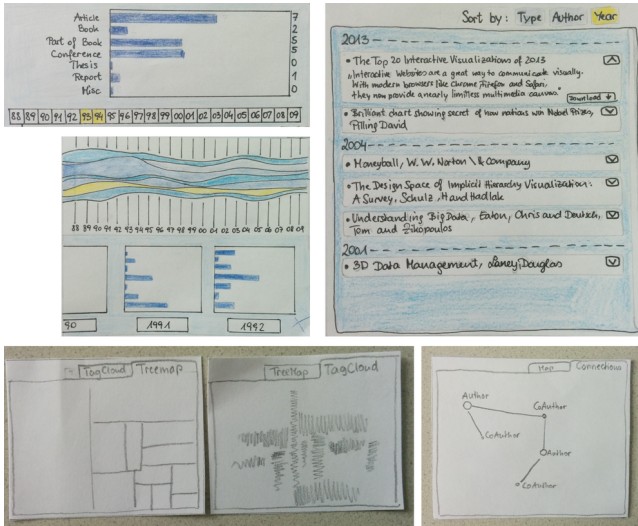 Article 7
Book 2
Part of Book 5
Conference 5
Thesis 0
Report 1
Misc 0
88 89 90 91 92 93 94 95 96 97 98 99 00 01 02 03 04 05 06 07 08 09
88 89 90 91 92 93 94 95 96 97 98 99 00 01 02 03 04 05 06 07 08 09
90 1991 1992
Sort by: Type Author Year
2013
• The Top 20 Interactive Visualizations of 2013
"Interactive Websites are a great way to communicate visually.
With modern browsers like Chrome, Firefox and Safari,
they now provide a nearly limitless multimedia canvas."
Download
• Brilliant chart showing secret of how nations win Nobel Prizes,
Pilling David
2004
• Moneyball, W. W. Norton \& Company
• The Design Space of Implicit Hierarchy Visualization:
A Survey, Schulz, H and Hadlak
• Understanding Big Data, Eaton, Chris and Deutsch,
Tom and Zikopoulos
2001
• 3D Data Management, Laney, Douglas
TagCloud Treemap
TreeMap TagCloud
Map Connections
Author
CoAuthor
CoAuthor
Author
CoAuthor